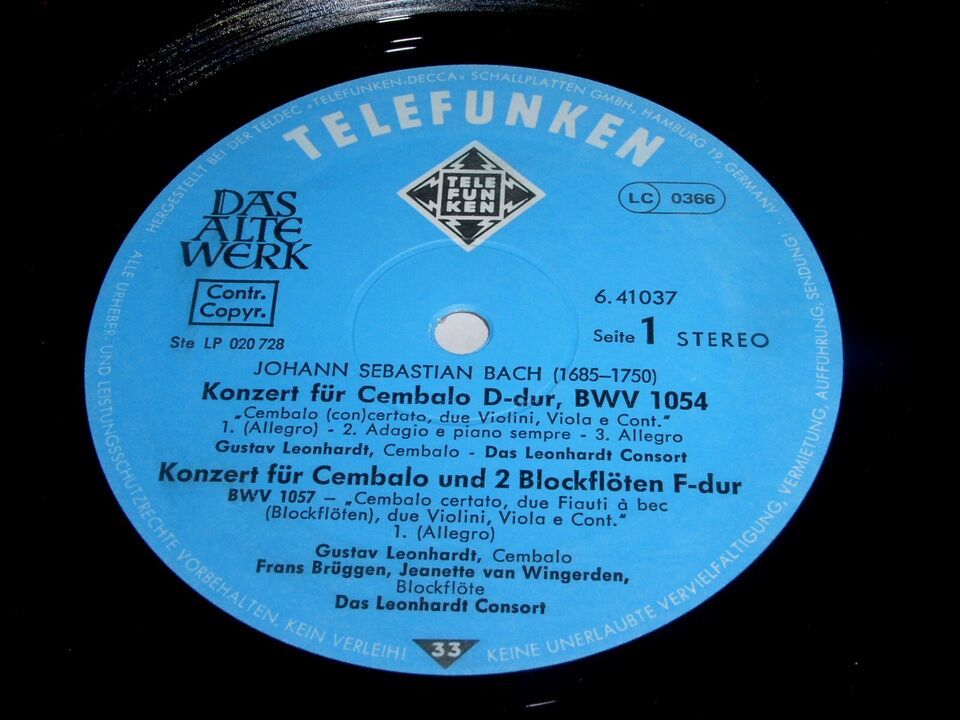 HERGESTELLT BEI DER TELDEC »TELEFUNKEN-DECCA« SCHALLPLATTEN GMBH., HAMBURG 19, GERMANY ·
TELEFUNKEN
TELE
FUN
KEN
DAS
ALTE
WERK
LC 0366
Contr.
Copyr.
6.41037
Ste LP 020 728
Seite 1 STEREO
JOHANN SEBASTIAN BACH (1685–1750)
Konzert für Cembalo D-dur, BWV 1054
„Cembalo (con)certato, due Violini, Viola e Cont.“
1. (Allegro) - 2. Adagio e piano sempre - 3. Allegro
Gustav Leonhardt, Cembalo - Das Leonhardt Consort
Konzert für Cembalo und 2 Blockflöten F-dur
BWV 1057 – „Cembalo certato, due Fiauti à bec
(Blockflöten), due Violini, Viola e Cont.“
1. (Allegro)
Gustav Leonhardt, Cembalo
Frans Brüggen, Jeanette van Wingerden,
Blockflöte
Das Leonhardt Consort
33
· ALLE URHEBER- UND LEISTUNGSSCHUTZRECHTE VORBEHALTEN. KEIN VERLEIH!
KEINE UNERLAUBTE VERVIELFÄLTIGUNG, VERMIETUNG, AUFFÜHRUNG, SENDUNG!